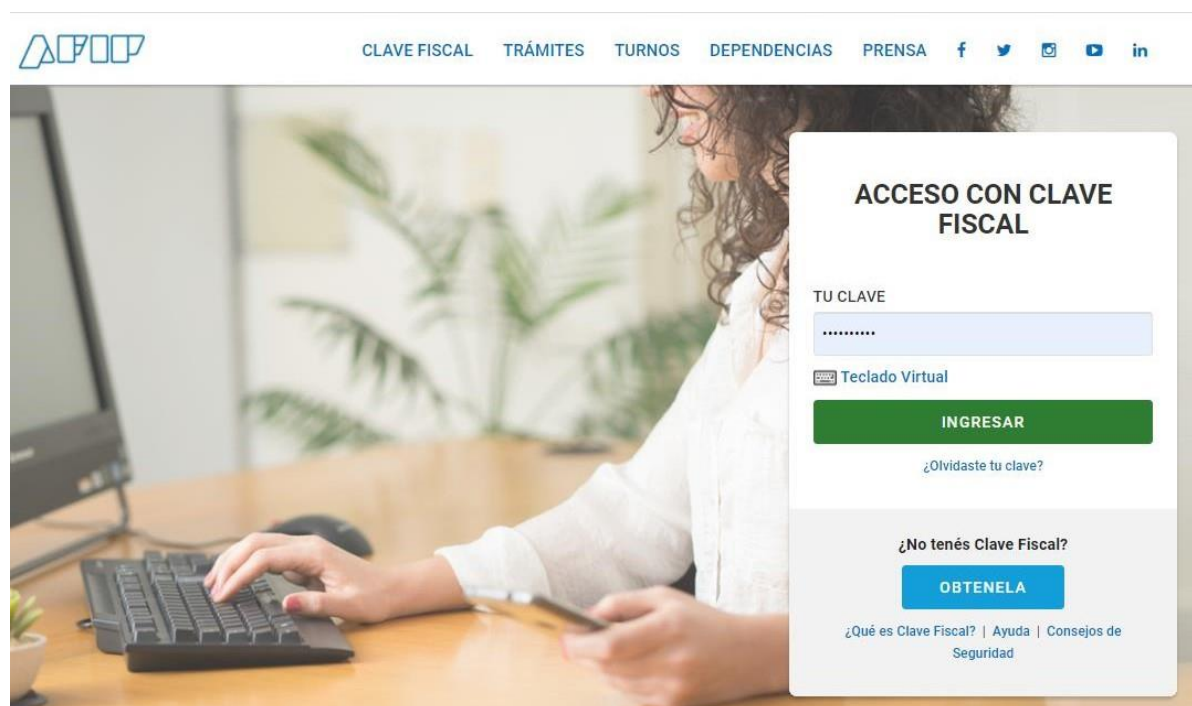 AFIP
CLAVE FISCAL TRÁMITES TURNOS DEPENDENCIAS PRENSA
ACCESO CON CLAVE
FISCAL
TU CLAVE
••••••••••
Teclado Virtual
INGRESAR
¿Olvidaste tu clave?
¿No tenés Clave Fiscal?
OBTENELA
¿Qué es Clave Fiscal? | Ayuda | Consejos de
Seguridad